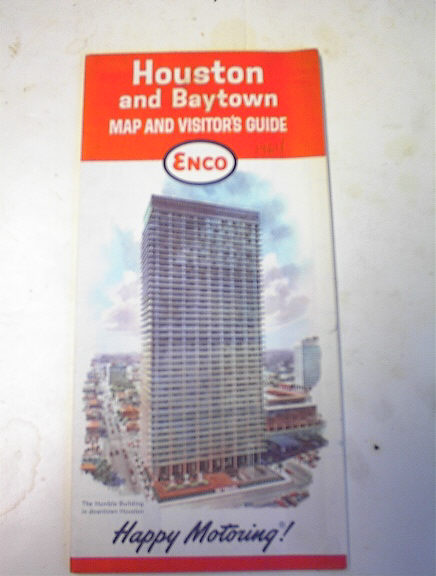 Houston
and Baytown
MAP AND VISITOR'S GUIDE
ENCO
The Humble Building
in downtown Houston
Happy Motoring!